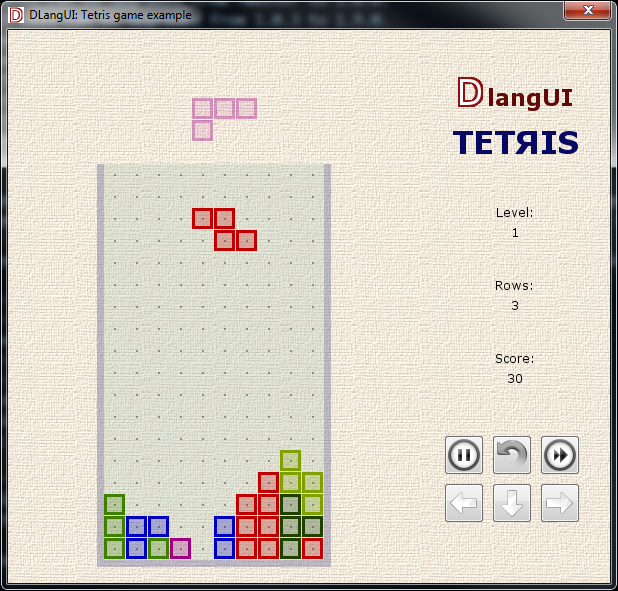 DLangUI: Tetris game example
DlangUI
TETЯIS
Level:
1
Rows:
3
Score:
30